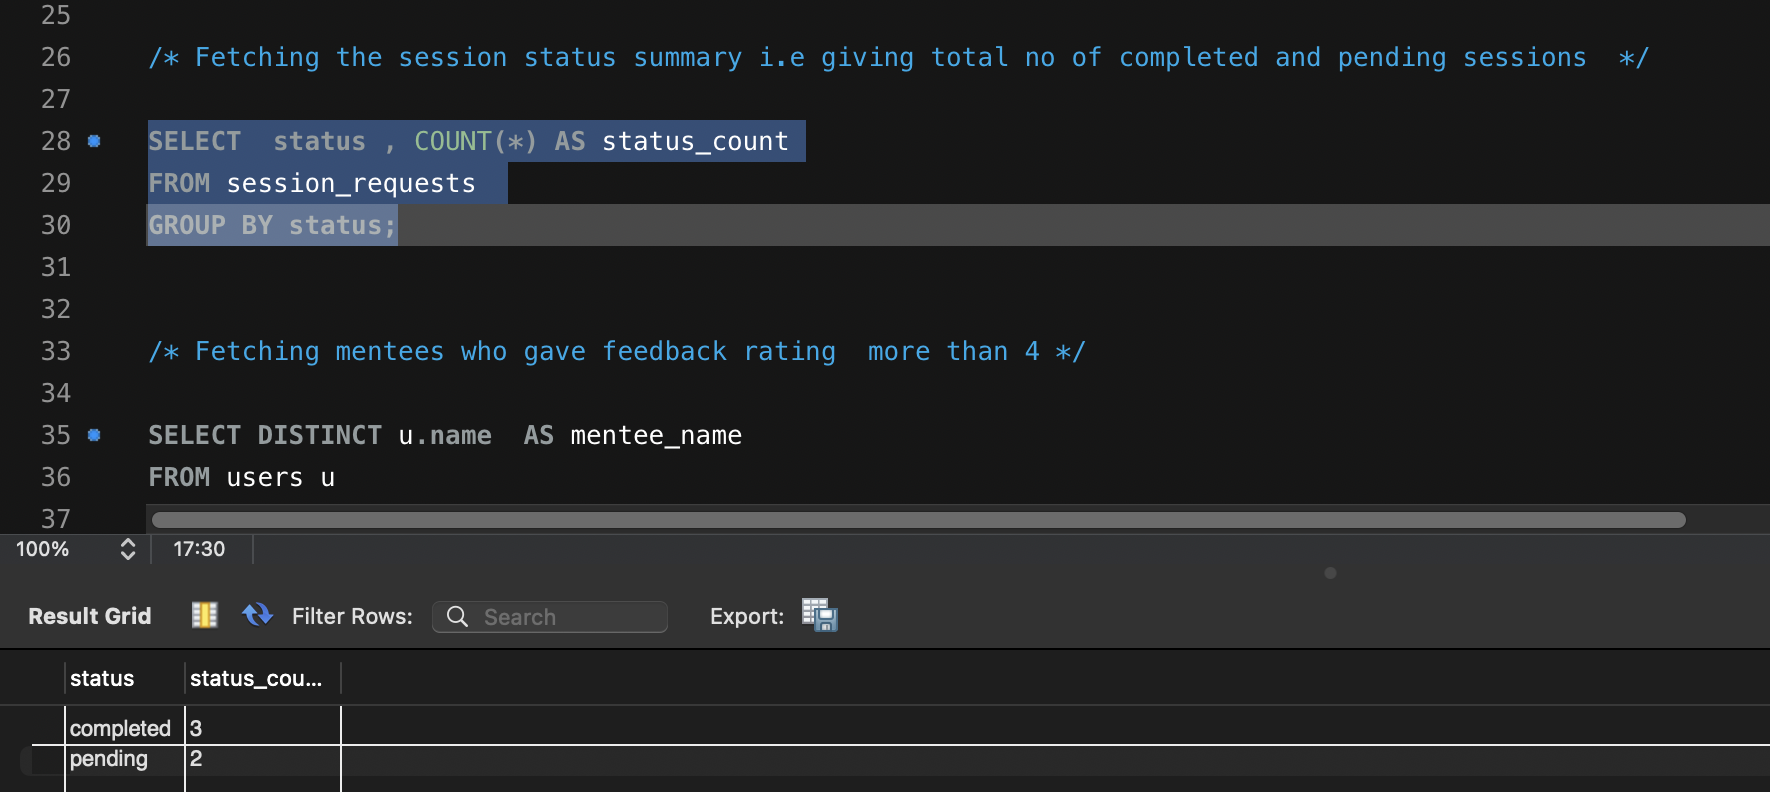 25
26 /* Fetching the session status summary i.e giving total no of completed and pending sessions  */
27
28 SELECT  status , COUNT(*) AS status_count
29 FROM session_requests
30 GROUP BY status;
31
32
33 /* Fetching mentees who gave feedback rating  more than 4 */
34
35 SELECT DISTINCT u.name  AS mentee_name
36 FROM users u
37
100% 17:30
Result Grid Filter Rows: Search Export:
status status_cou...
completed 3
pending 2